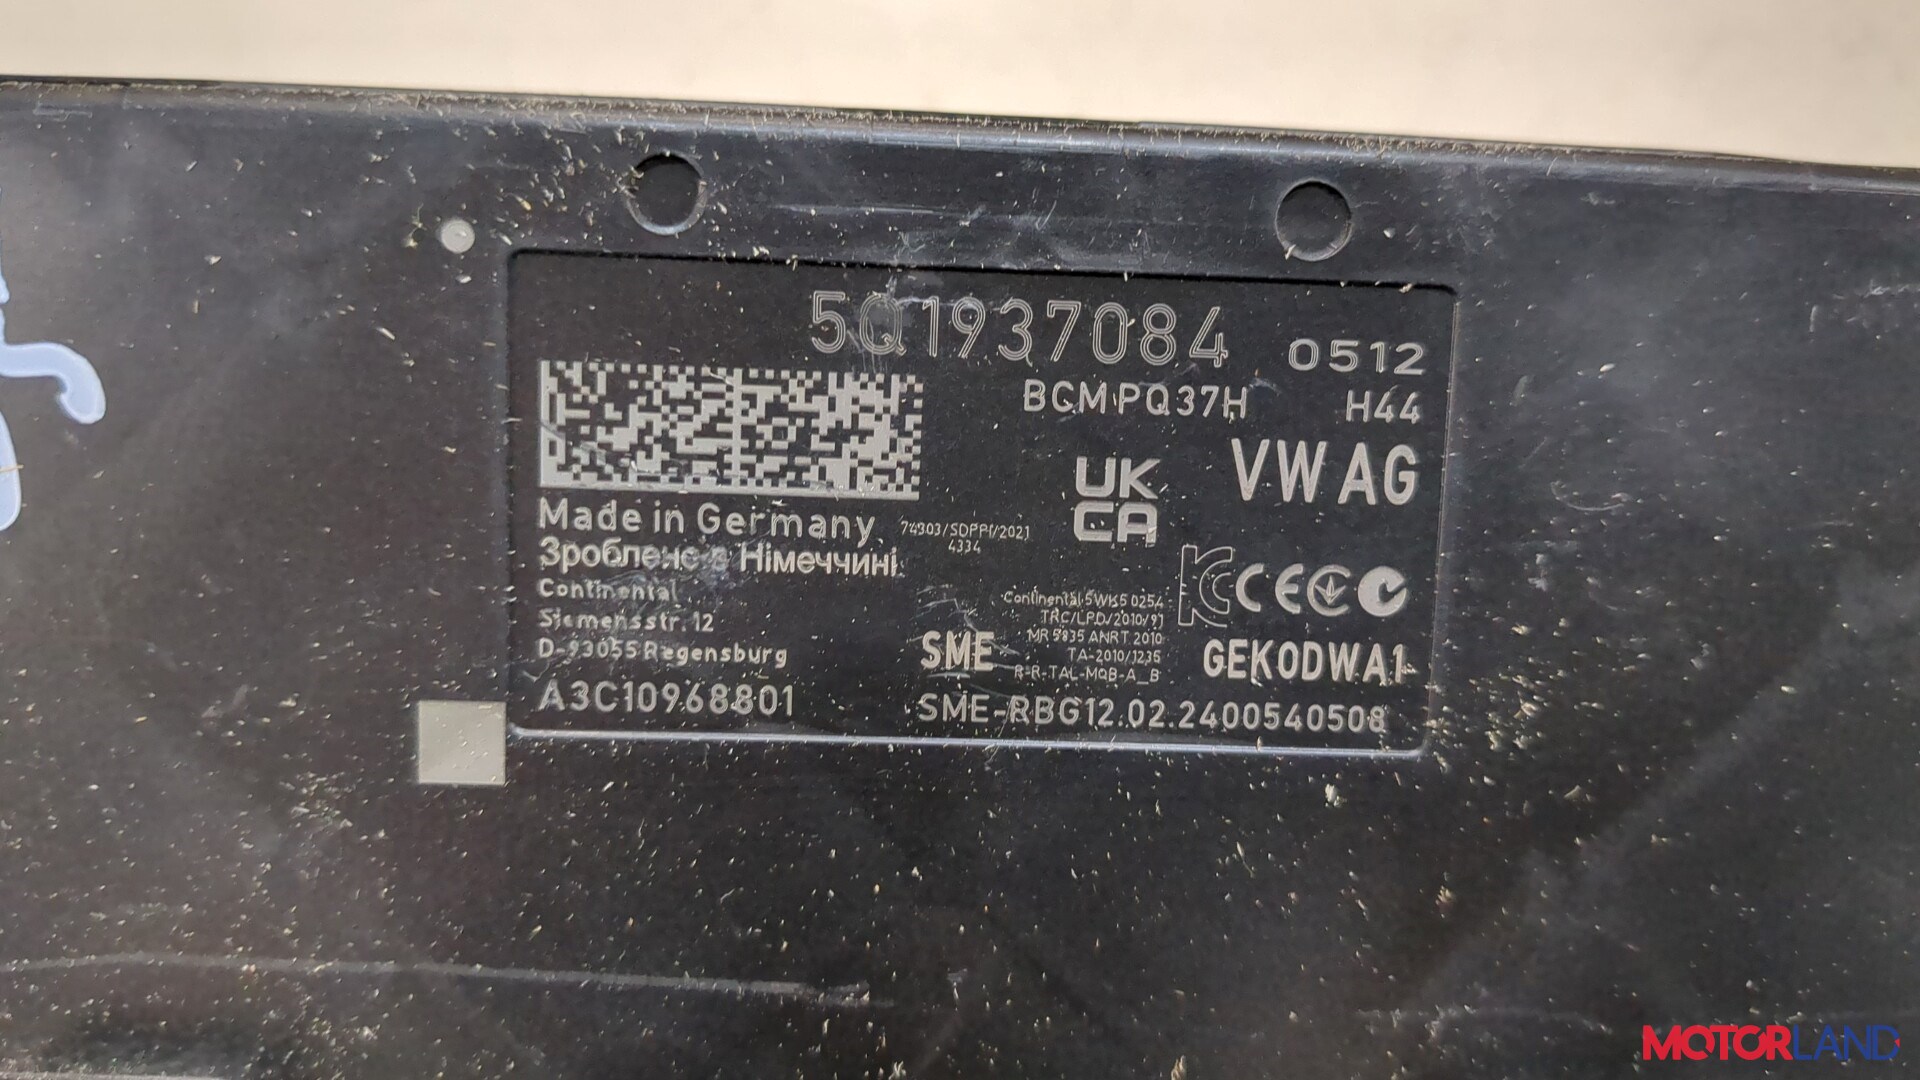 5Q1937084 0512
BCM PQ37H H44
VW AG
UK
CA
Made in Germany
74303/SDPPI/2021
4334
Зроблено в Німеччині
Continental
Siemensstr. 12
D-93055 Regensburg
A3C10968801
Continental 5WK5 0254
TRC/LPD/2010/91
MR 5835 ANRT 2010
TA-2010/1235
R-R-TAL-MQB-A_B
SME
CE
GEKODWA1-
SME-RBG12.02.2400540508
MOTORLAND